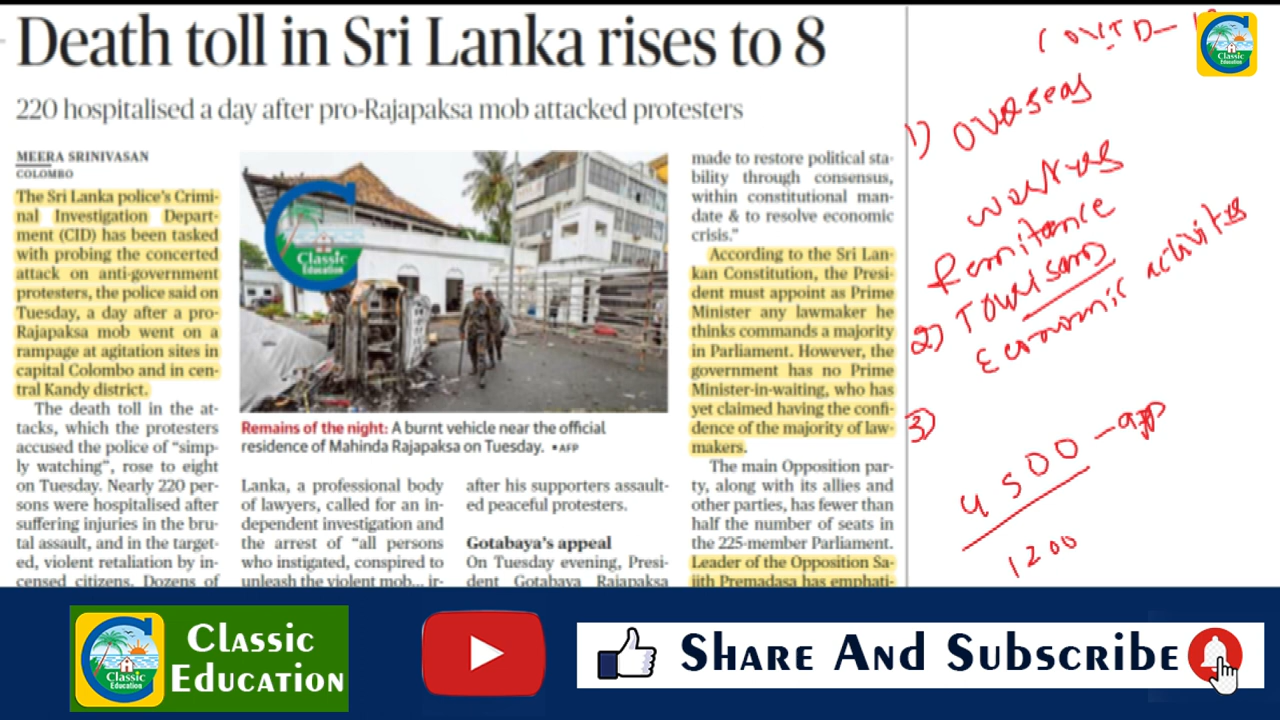 Death toll in Sri Lanka rises to 8
220 hospitalised a day after pro-Rajapaksa mob attacked protesters
MEERA SRINIVASAN
COLOMBO
The Sri Lanka police's Crimi-
nal Investigation Depart-
ment (CID) has been tasked
with probing the concerted
attack on anti-government
protesters, the police said on
Tuesday, a day after a pro-
Rajapaksa mob went on a
rampage at agitation sites in
capital Colombo and in cen-
tral Kandy district.
The death toll in the at-
tacks, which the protesters
accused the police of "simp-
ly watching", rose to eight
on Tuesday. Nearly 220 per-
sons were hospitalised after
suffering injuries in the bru-
tal assault, and in the target-
ed, violent retaliation by in-
censed citizens. Dozens of
Classic
Education
Remains of the night: A burnt vehicle near the official
residence of Mahinda Rajapaksa on Tuesday. • AFP
Lanka, a professional body
of lawyers, called for an in-
dependent investigation and
the arrest of "all persons
who instigated, conspired to
unleash the violent mob... ir-
after his supporters assault-
ed peaceful protesters.
Gotabaya's appeal
On Tuesday evening, Presi-
dent Gotabaya Rajapaksa
made to restore political sta-
bility through consensus,
within constitutional man-
date & to resolve economic
crisis."
According to the Sri Lan-
kan Constitution, the Presi-
dent must appoint as Prime
Minister any lawmaker he
thinks commands a majority
in Parliament. However, the
government has no Prime
Minister-in-waiting, who has
yet claimed having the confi-
dence of the majority of law-
makers.
The main Opposition par-
ty, along with its allies and
other parties, has fewer than
half the number of seats in
the 225-member Parliament.
Leader of the Opposition Sa-
jith Premadasa has emphati-
COVID-
Classic
Education
1) Overseas
workers
Remitance
2) Tourism
Economic activites
3)
4500 - app
1200
Classic
Education
Classic
Education
Share And Subscribe